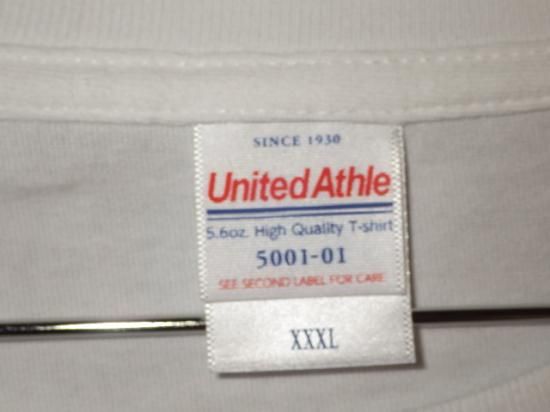 SINCE 1930
United Athle
5.6oz. High Quality T-shirt
5001-01
SEE SECOND LABEL FOR CARE
XXXL